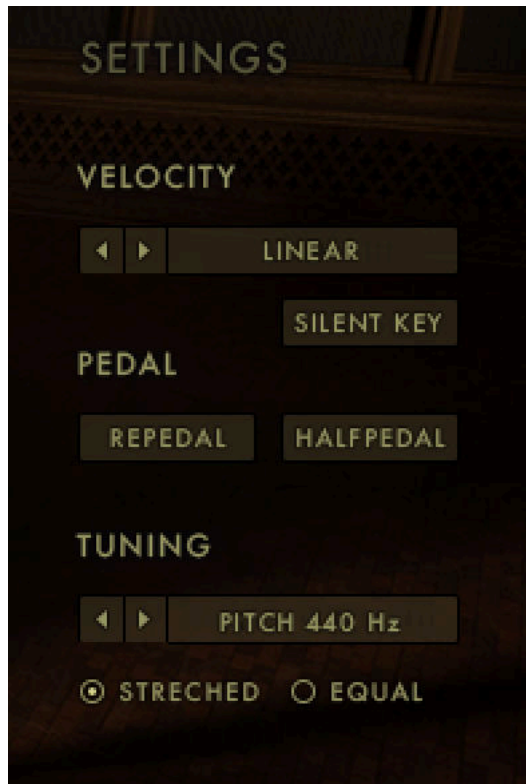 SETTINGS
VELOCITY
LINEAR
SILENT KEY
PEDAL
REPEDAL HALFPEDAL
TUNING
PITCH 440 Hz
STRECHED EQUAL